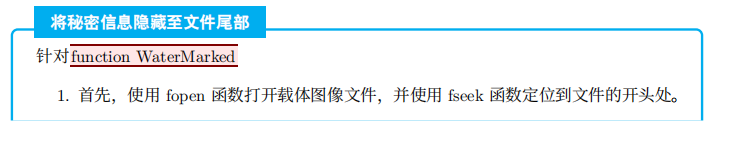 将秘密信息隐藏至文件尾部
针对function WaterMarked
1. 首先，使用 fopen 函数打开载体图像文件，并使用 fseek 函数定位到文件的开头处。